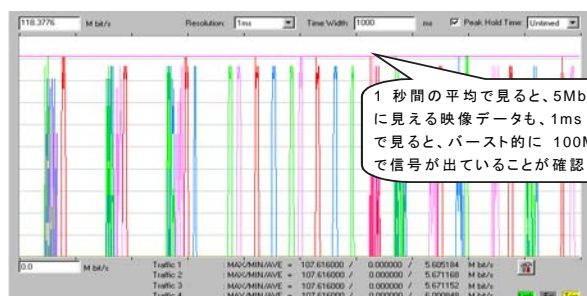 118.3776 M bit/s Resolution: 1ms Time Width: 1000 ms Peak Hold Time: Untimed
1 秒間の平均で見ると、5Mb
に見える映像データも、1ms
で見ると、バースト的に 100M
で信号が出ていることが確認
0.0 M bit/s
Traffic 1 : MAX/MIN/AVE = 107.616000 / 0.000000 / 5.605184 M bit/s
Traffic 2 : MAX/MIN/AVE = 107.616000 / 0.000000 / 5.671168 M bit/s
Traffic 3 : MAX/MIN/AVE = 107.616000 / 0.000000 / 5.671152 M bit/s